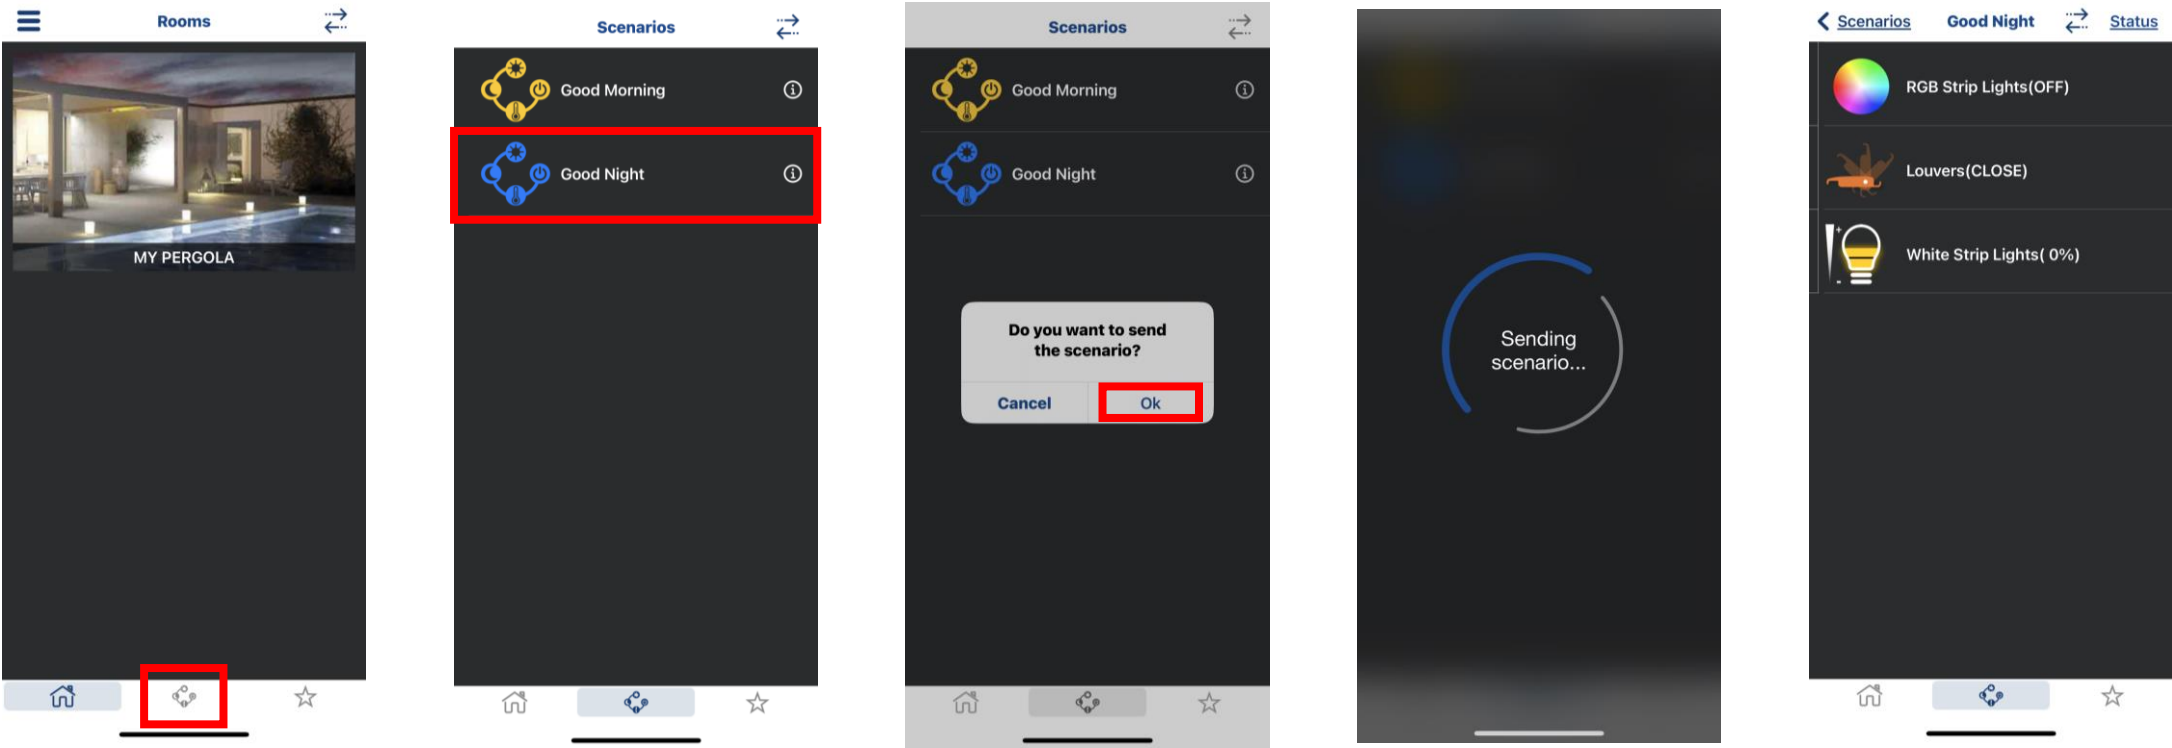 Rooms
MY PERGOLA
Scenarios
Good Morning
Good Night
Scenarios
Good Morning
Good Night
Do you want to send
the scenario?
Cancel
Ok
Sending
scenario...
Scenarios
Good Night
Status
RGB Strip Lights(OFF)
Louvers(CLOSE)
White Strip Lights( 0%)